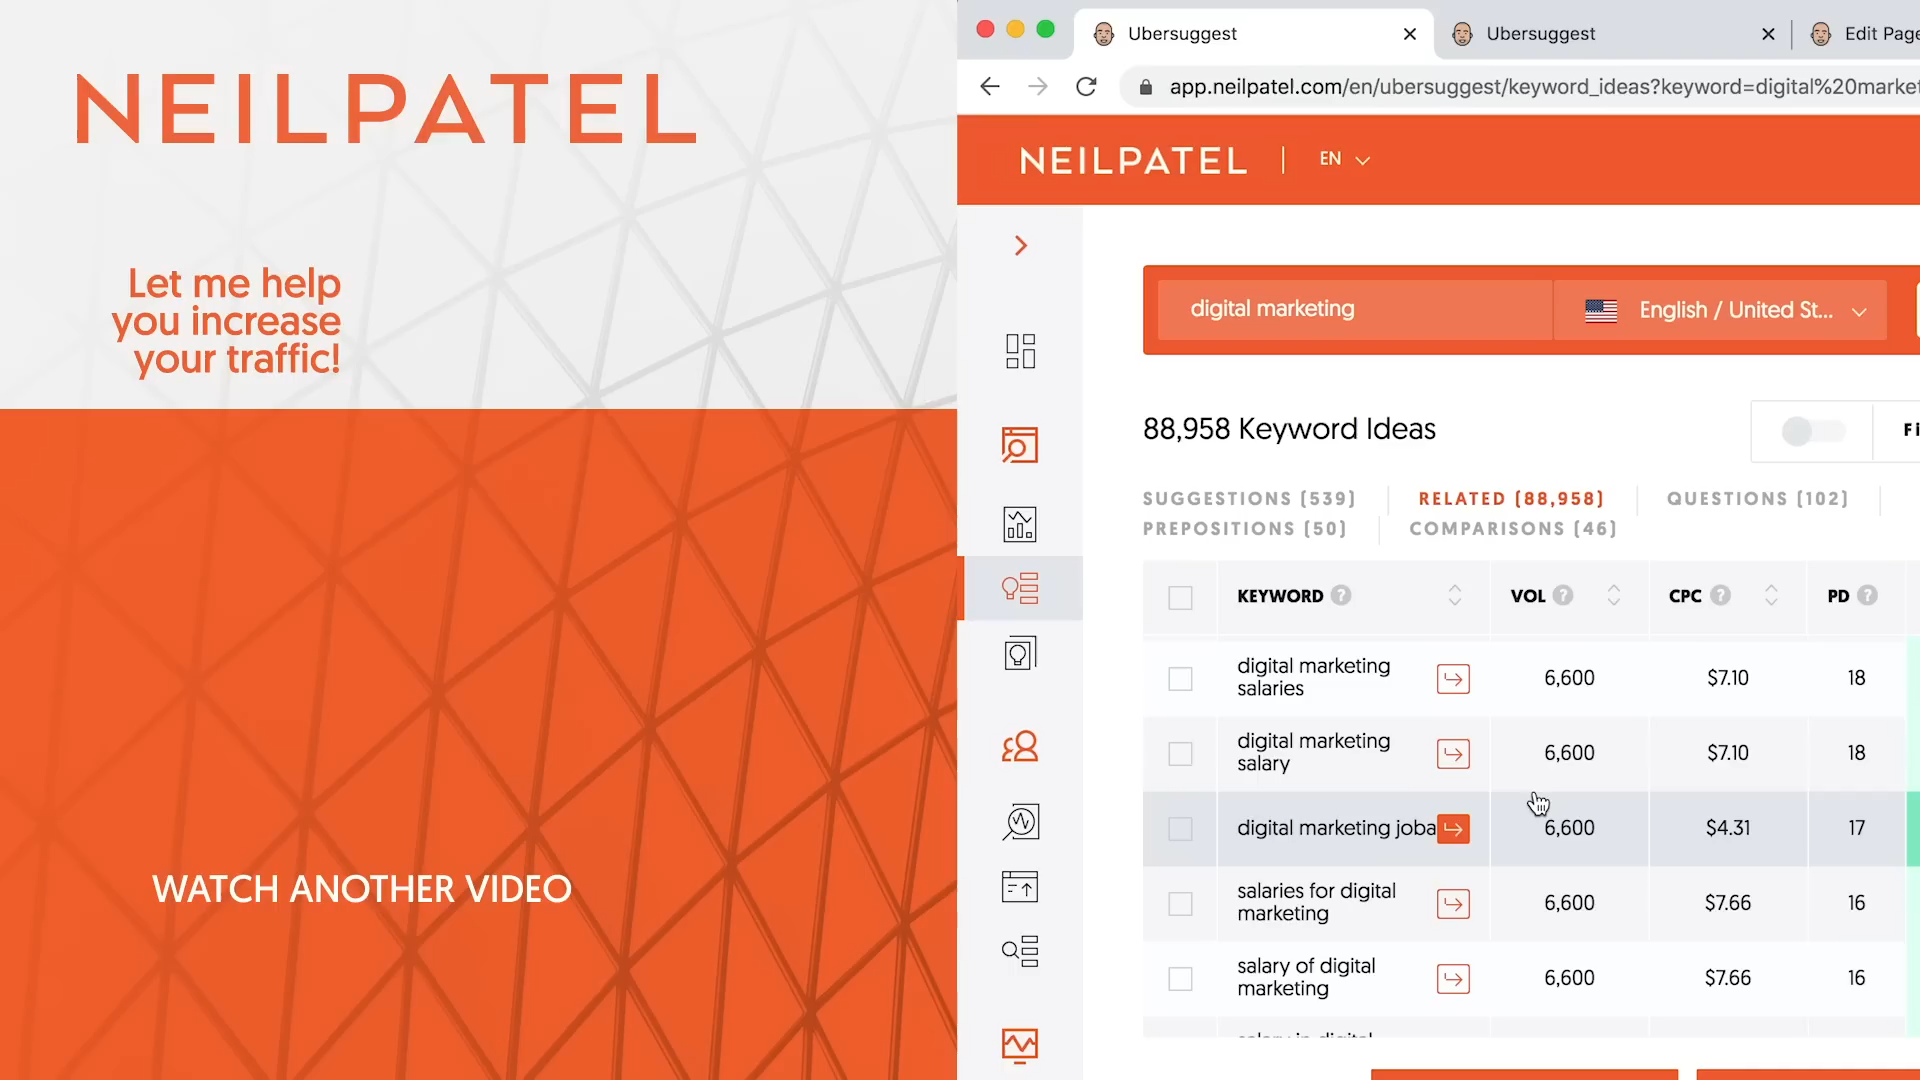 NEILPATEL
Let me help
you increase
your traffic!
WATCH ANOTHER VIDEO
Ubersuggest
Ubersuggest
Edit Page
app.neilpatel.com/en/ubersuggest/keyword_ideas?keyword=digital%20market
NEILPATEL
EN
digital marketing
English / United St...
88,958 Keyword Ideas
Fi
SUGGESTIONS (539)
RELATED (88,958)
QUESTIONS (102)
PREPOSITIONS (50)
COMPARISONS (46)
KEYWORD ?
VOL ?
CPC ?
PD ?
digital marketing
salaries
6,600
$7.10
18
digital marketing
salary
6,600
$7.10
18
digital marketing joba
6,600
$4.31
17
salaries for digital
marketing
6,600
$7.66
16
salary of digital
marketing
6,600
$7.66
16